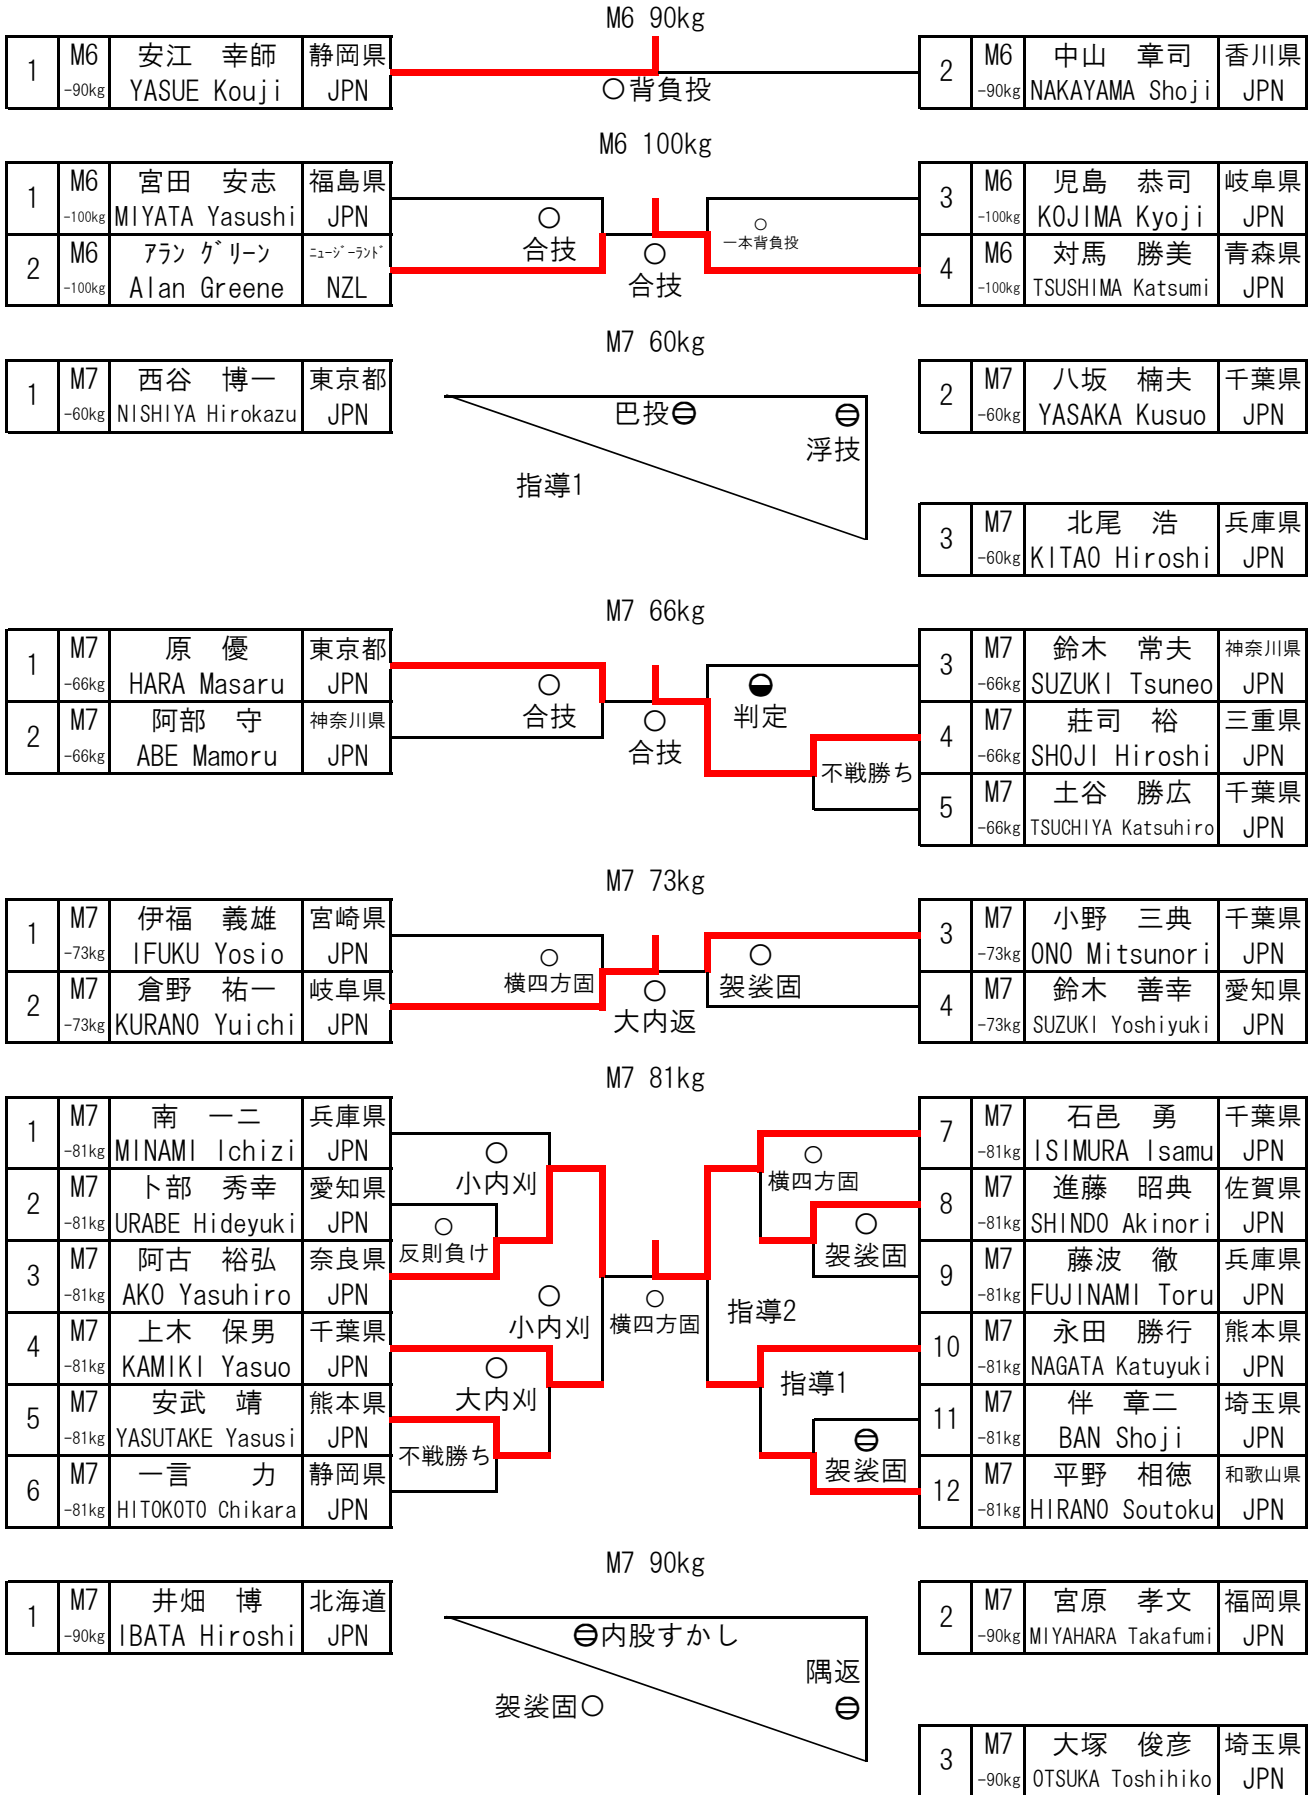 M6 90kg
1 M6 安江　幸師 静岡県
-90kg YASUE Kouji JPN
2 M6 中山　章司 香川県
-90kg NAKAYAMA Shoji JPN
○背負投
M6 100kg
1 M6 宮田　安志 福島県
-100kg MIYATA Yasushi JPN
2 M6 アラン グリーン ニュージーランド
-100kg Alan Greene NZL
○
合技
○
合技
○
一本背負投
3 M6 児島　恭司 岐阜県
-100kg KOJIMA Kyoji JPN
4 M6 対馬　勝美 青森県
-100kg TSUSHIMA Katsumi JPN
M7 60kg
1 M7 西谷　博一 東京都
-60kg NISHIYA Hirokazu JPN
巴投⊖
⊖
浮技
指導1
2 M7 八坂　楠夫 千葉県
-60kg YASAKA Kusuo JPN
3 M7 北尾　浩 兵庫県
-60kg KITAO Hiroshi JPN
M7 66kg
1 M7 原　優 東京都
-66kg HARA Masaru JPN
2 M7 阿部　守 神奈川県
-66kg ABE Mamoru JPN
○
合技
○
合技
判定
不戦勝ち
3 M7 鈴木　常夫 神奈川県
-66kg SUZUKI Tsuneo JPN
4 M7 莊司　裕 三重県
-66kg SHOJI Hiroshi JPN
5 M7 土谷　勝広 千葉県
-66kg TSUCHIYA Katsuhiro JPN
M7 73kg
1 M7 伊福　義雄 宮崎県
-73kg IFUKU Yosio JPN
2 M7 倉野　祐一 岐阜県
-73kg KURANO Yuichi JPN
○
横四方固
○
大内返
○
袈裟固
3 M7 小野　三典 千葉県
-73kg ONO Mitsunori JPN
4 M7 鈴木　善幸 愛知県
-73kg SUZUKI Yoshiyuki JPN
M7 81kg
1 M7 南　一二 兵庫県
-81kg MINAMI Ichizi JPN
2 M7 卜部　秀幸 愛知県
-81kg URABE Hideyuki JPN
3 M7 阿古　裕弘 奈良県
-81kg AKO Yasuhiro JPN
4 M7 上木　保男 千葉県
-81kg KAMIKI Yasuo JPN
5 M7 安武　靖 熊本県
-81kg YASUTAKE Yasusi JPN
6 M7 一言　力 静岡県
-81kg HITOKOTO Chikara JPN
○
小内刈
○
反則負け
○
小内刈
○
大内刈
不戦勝ち
○
横四方固
○
横四方固
○
袈裟固
指導2
指導1
⊖
袈裟固
7 M7 石邑　勇 千葉県
-81kg ISIMURA Isamu JPN
8 M7 進藤　昭典 佐賀県
-81kg SHINDO Akinori JPN
9 M7 藤波　徹 兵庫県
-81kg FUJINAMI Toru JPN
10 M7 永田　勝行 熊本県
-81kg NAGATA Katuyuki JPN
11 M7 伴　章二 埼玉県
-81kg BAN Shoji JPN
12 M7 平野　相徳 和歌山県
-81kg HIRANO Soutoku JPN
M7 90kg
1 M7 井畑　博 北海道
-90kg IBATA Hiroshi JPN
⊖内股すかし
隅返
⊖
袈裟固○
2 M7 宮原　孝文 福岡県
-90kg MIYAHARA Takafumi JPN
3 M7 大塚　俊彦 埼玉県
-90kg OTSUKA Toshihiko JPN